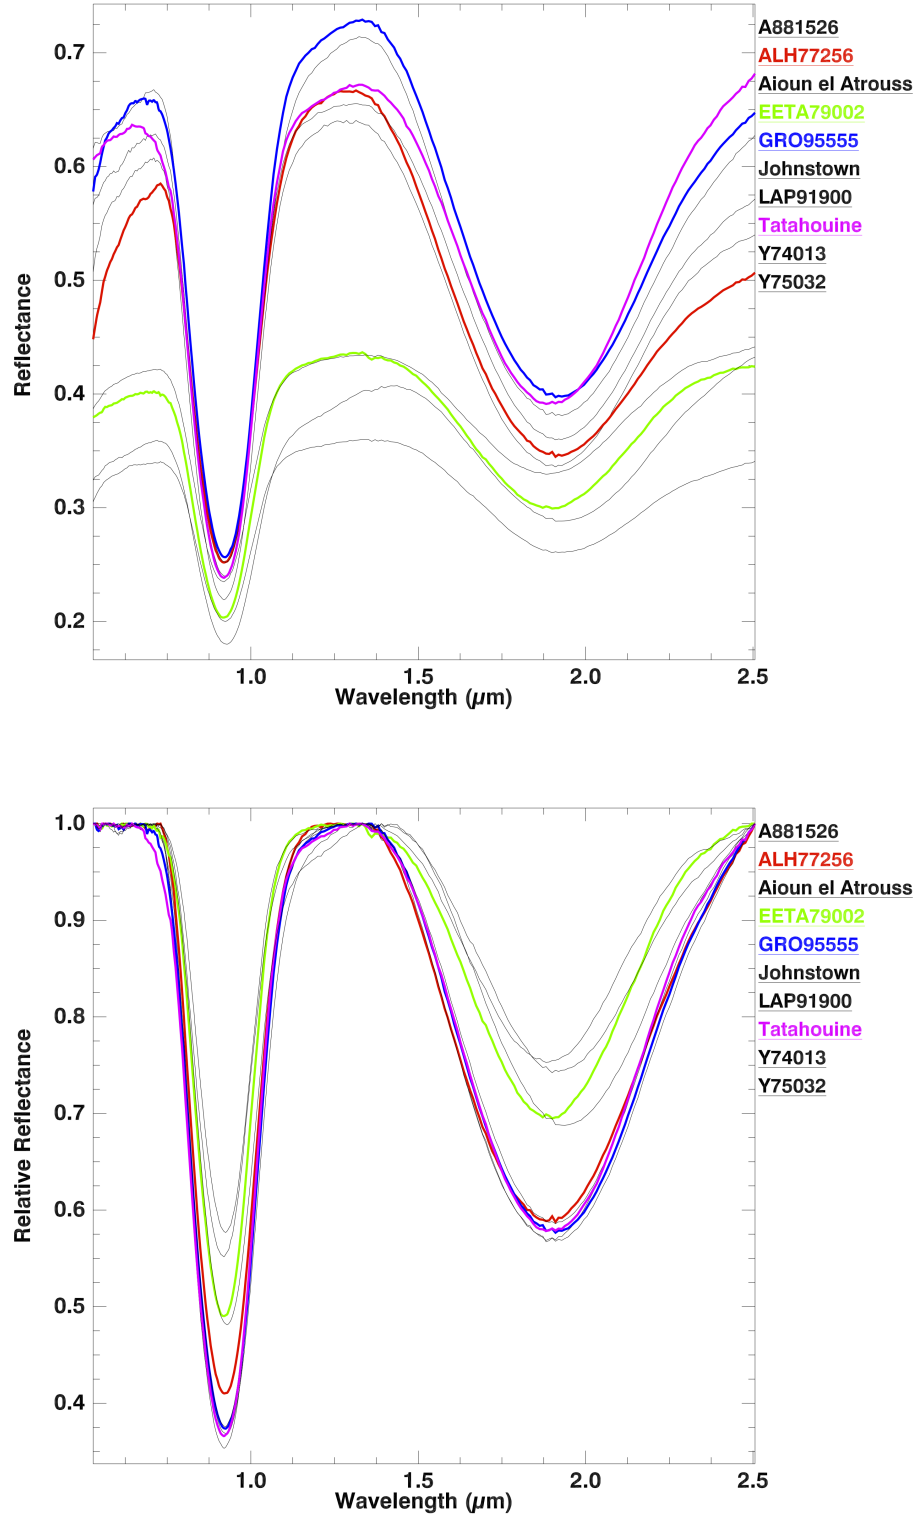 0.7
0.6
0.5
0.4
0.3
0.2
Reflectance
1.0
1.5
2.0
2.5
Wavelength (µm)
A881526
ALH77256
Aioun el Atrouss
EETA79002
GRO95555
Johnstown
LAP91900
Tatahouine
Y74013
Y75032
1.0
0.9
0.8
0.7
0.6
0.5
0.4
Relative Reflectance
1.0
1.5
2.0
2.5
Wavelength (µm)
A881526
ALH77256
Aioun el Atrouss
EETA79002
GRO95555
Johnstown
LAP91900
Tatahouine
Y74013
Y75032